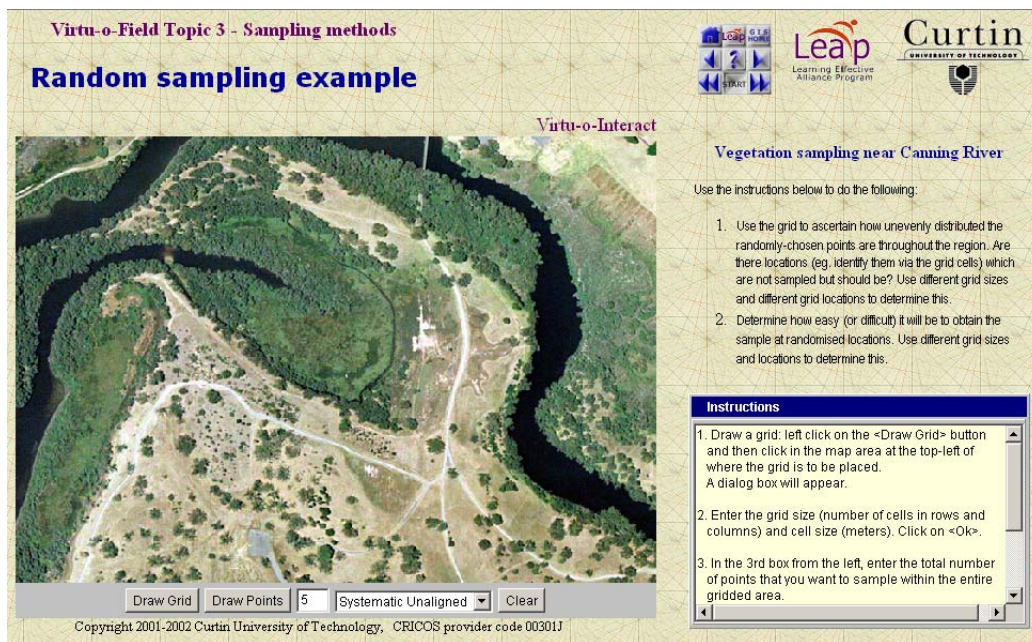 Virtu-o-Field Topic 3 - Sampling methods
Random sampling example
Leap GIS HOME
?
START
Leap
Learning Effective
Alliance Program
Curtin
UNIVERSITY OF TECHNOLOGY
Virtu-o-Interact
Vegetation sampling near Canning River
Use the instructions below to do the following:
1. Use the grid to ascertain how unevenly distributed the
randomly-chosen points are throughout the region. Are
there locations (eg. identify them via the grid cells) which
are not sampled but should be? Use different grid sizes
and different grid locations to determine this.
2. Determine how easy (or difficult) it will be to obtain the
sample at randomised locations. Use different grid sizes
and locations to determine this.
Instructions
1. Draw a grid: left click on the <Draw Grid> button
and then click in the map area at the top-left of
where the grid is to be placed.
A dialog box will appear.
2. Enter the grid size (number of cells in rows and
columns) and cell size (meters). Click on <Ok>.
3. In the 3rd box from the left, enter the total number
of points that you want to sample within the entire
gridded area.
Draw Grid Draw Points 5 Systematic Unaligned Clear
Copyright 2001-2002 Curtin University of Technology, CRICOS provider code 00301J